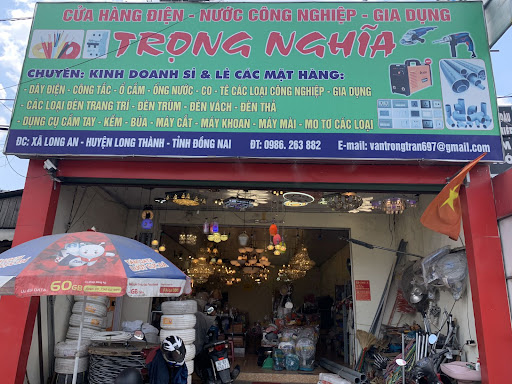 CỬA HÀNG ĐIỆN - NƯỚC CÔNG NGHIỆP - GIA DỤNG
TRỌNG NGHĨA
CHUYÊN: KINH DOANH SỈ & LẺ CÁC MẶT HÀNG:
- DÂY ĐIỆN - CÔNG TẮC - Ổ CẮM - ỐNG NƯỚC - CO - TÊ CÁC LOẠI CÔNG NGHIỆP - GIA DỤNG
- CÁC LOẠI ĐÈN TRANG TRÍ - ĐÈN TRÙM - ĐÈN VÁCH - ĐÈN THẢ
- DỤNG CỤ CẦM TAY - KỀM - BÚA - MÁY CẮT - MÁY KHOAN - MÁY MÀI - MO TƠ CÁC LOẠI
ĐC: XÃ LONG AN - HUYỆN LONG THÀNH - TỈNH ĐỒNG NAI
ĐT: 0986. 263 882
E-mail: vantrongtran697@gmail.com
60GB